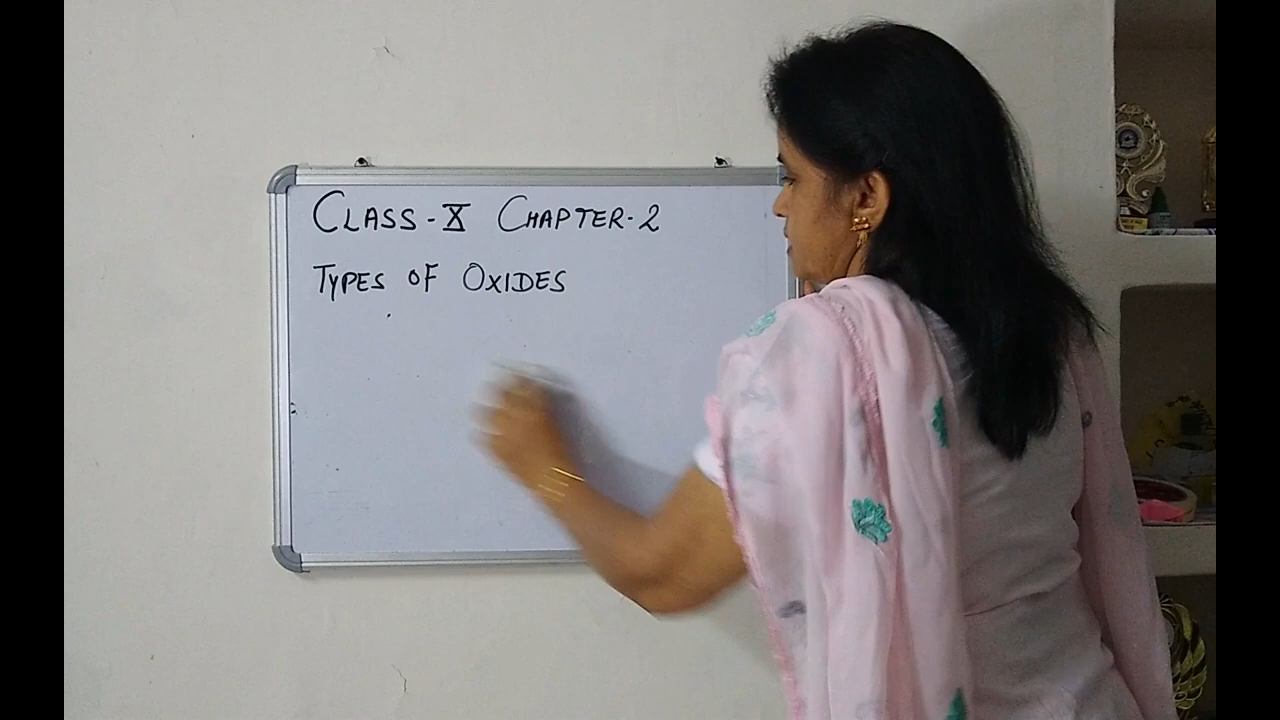 CLASS-X CHAPTER-2
TYPES OF OXIDES